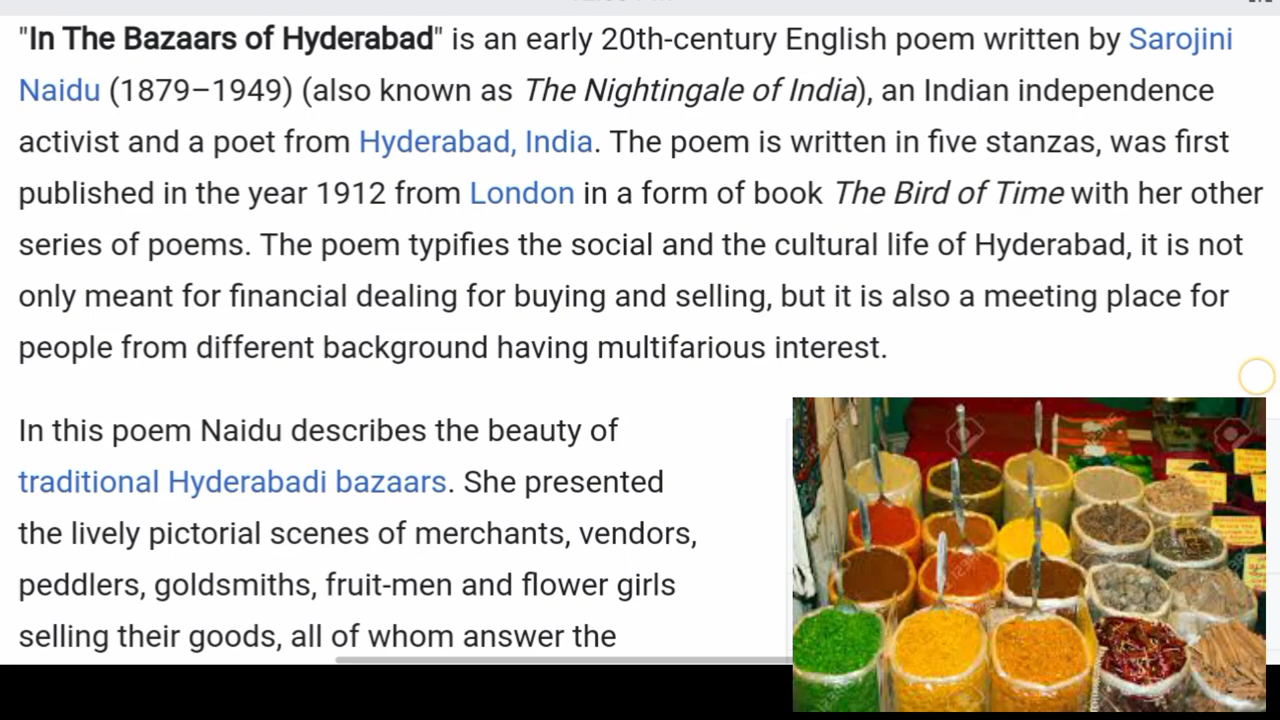 "In The Bazaars of Hyderabad" is an early 20th-century English poem written by Sarojini
Naidu (1879–1949) (also known as The Nightingale of India), an Indian independence
activist and a poet from Hyderabad, India. The poem is written in five stanzas, was first
published in the year 1912 from London in a form of book The Bird of Time with her other
series of poems. The poem typifies the social and the cultural life of Hyderabad, it is not
only meant for financial dealing for buying and selling, but it is also a meeting place for
people from different background having multifarious interest.
In this poem Naidu describes the beauty of
traditional Hyderabadi bazaars. She presented
the lively pictorial scenes of merchants, vendors,
peddlers, goldsmiths, fruit-men and flower girls
selling their goods, all of whom answer the